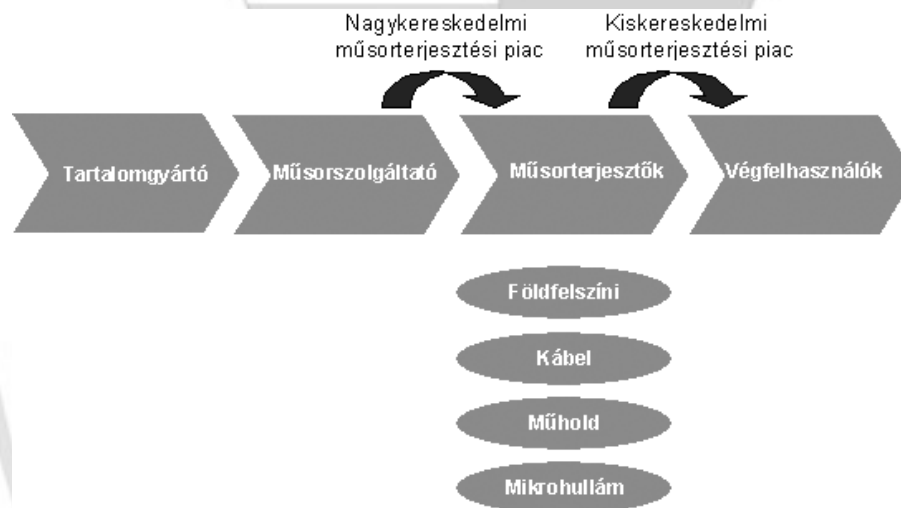 Nagykereskedelmi
műsorterjesztési piac
Kiskereskedelmi
műsorterjesztési piac
Tartalomgyártó
Műsorszolgáltató
Műsorterjesztők
Végfelhasználók
Földfelszíni
Kábel
Műhold
Mikrohullám